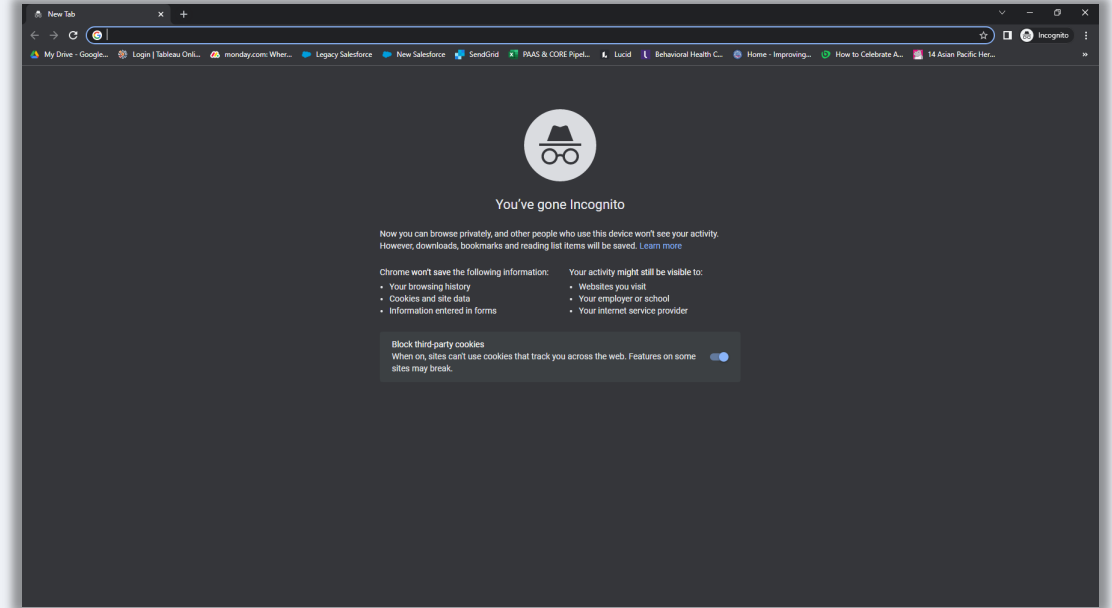 New Tab
Incognito
My Drive - Google... Login | Tableau Onli... monday.com: Wher... Legacy Salesforce New Salesforce SendGrid PAAS & CORE Pipel... Lucid Behavioral Health C... Home - Improving... How to Celebrate A... 14 Asian Pacific Her...
You've gone Incognito
Now you can browse privately, and other people who use this device won't see your activity.
However, downloads, bookmarks and reading list items will be saved. Learn more
Chrome won't save the following information:
• Your browsing history
• Cookies and site data
• Information entered in forms
Your activity might still be visible to:
• Websites you visit
• Your employer or school
• Your internet service provider
Block third-party cookies
When on, sites can't use cookies that track you across the web. Features on some
sites may break.